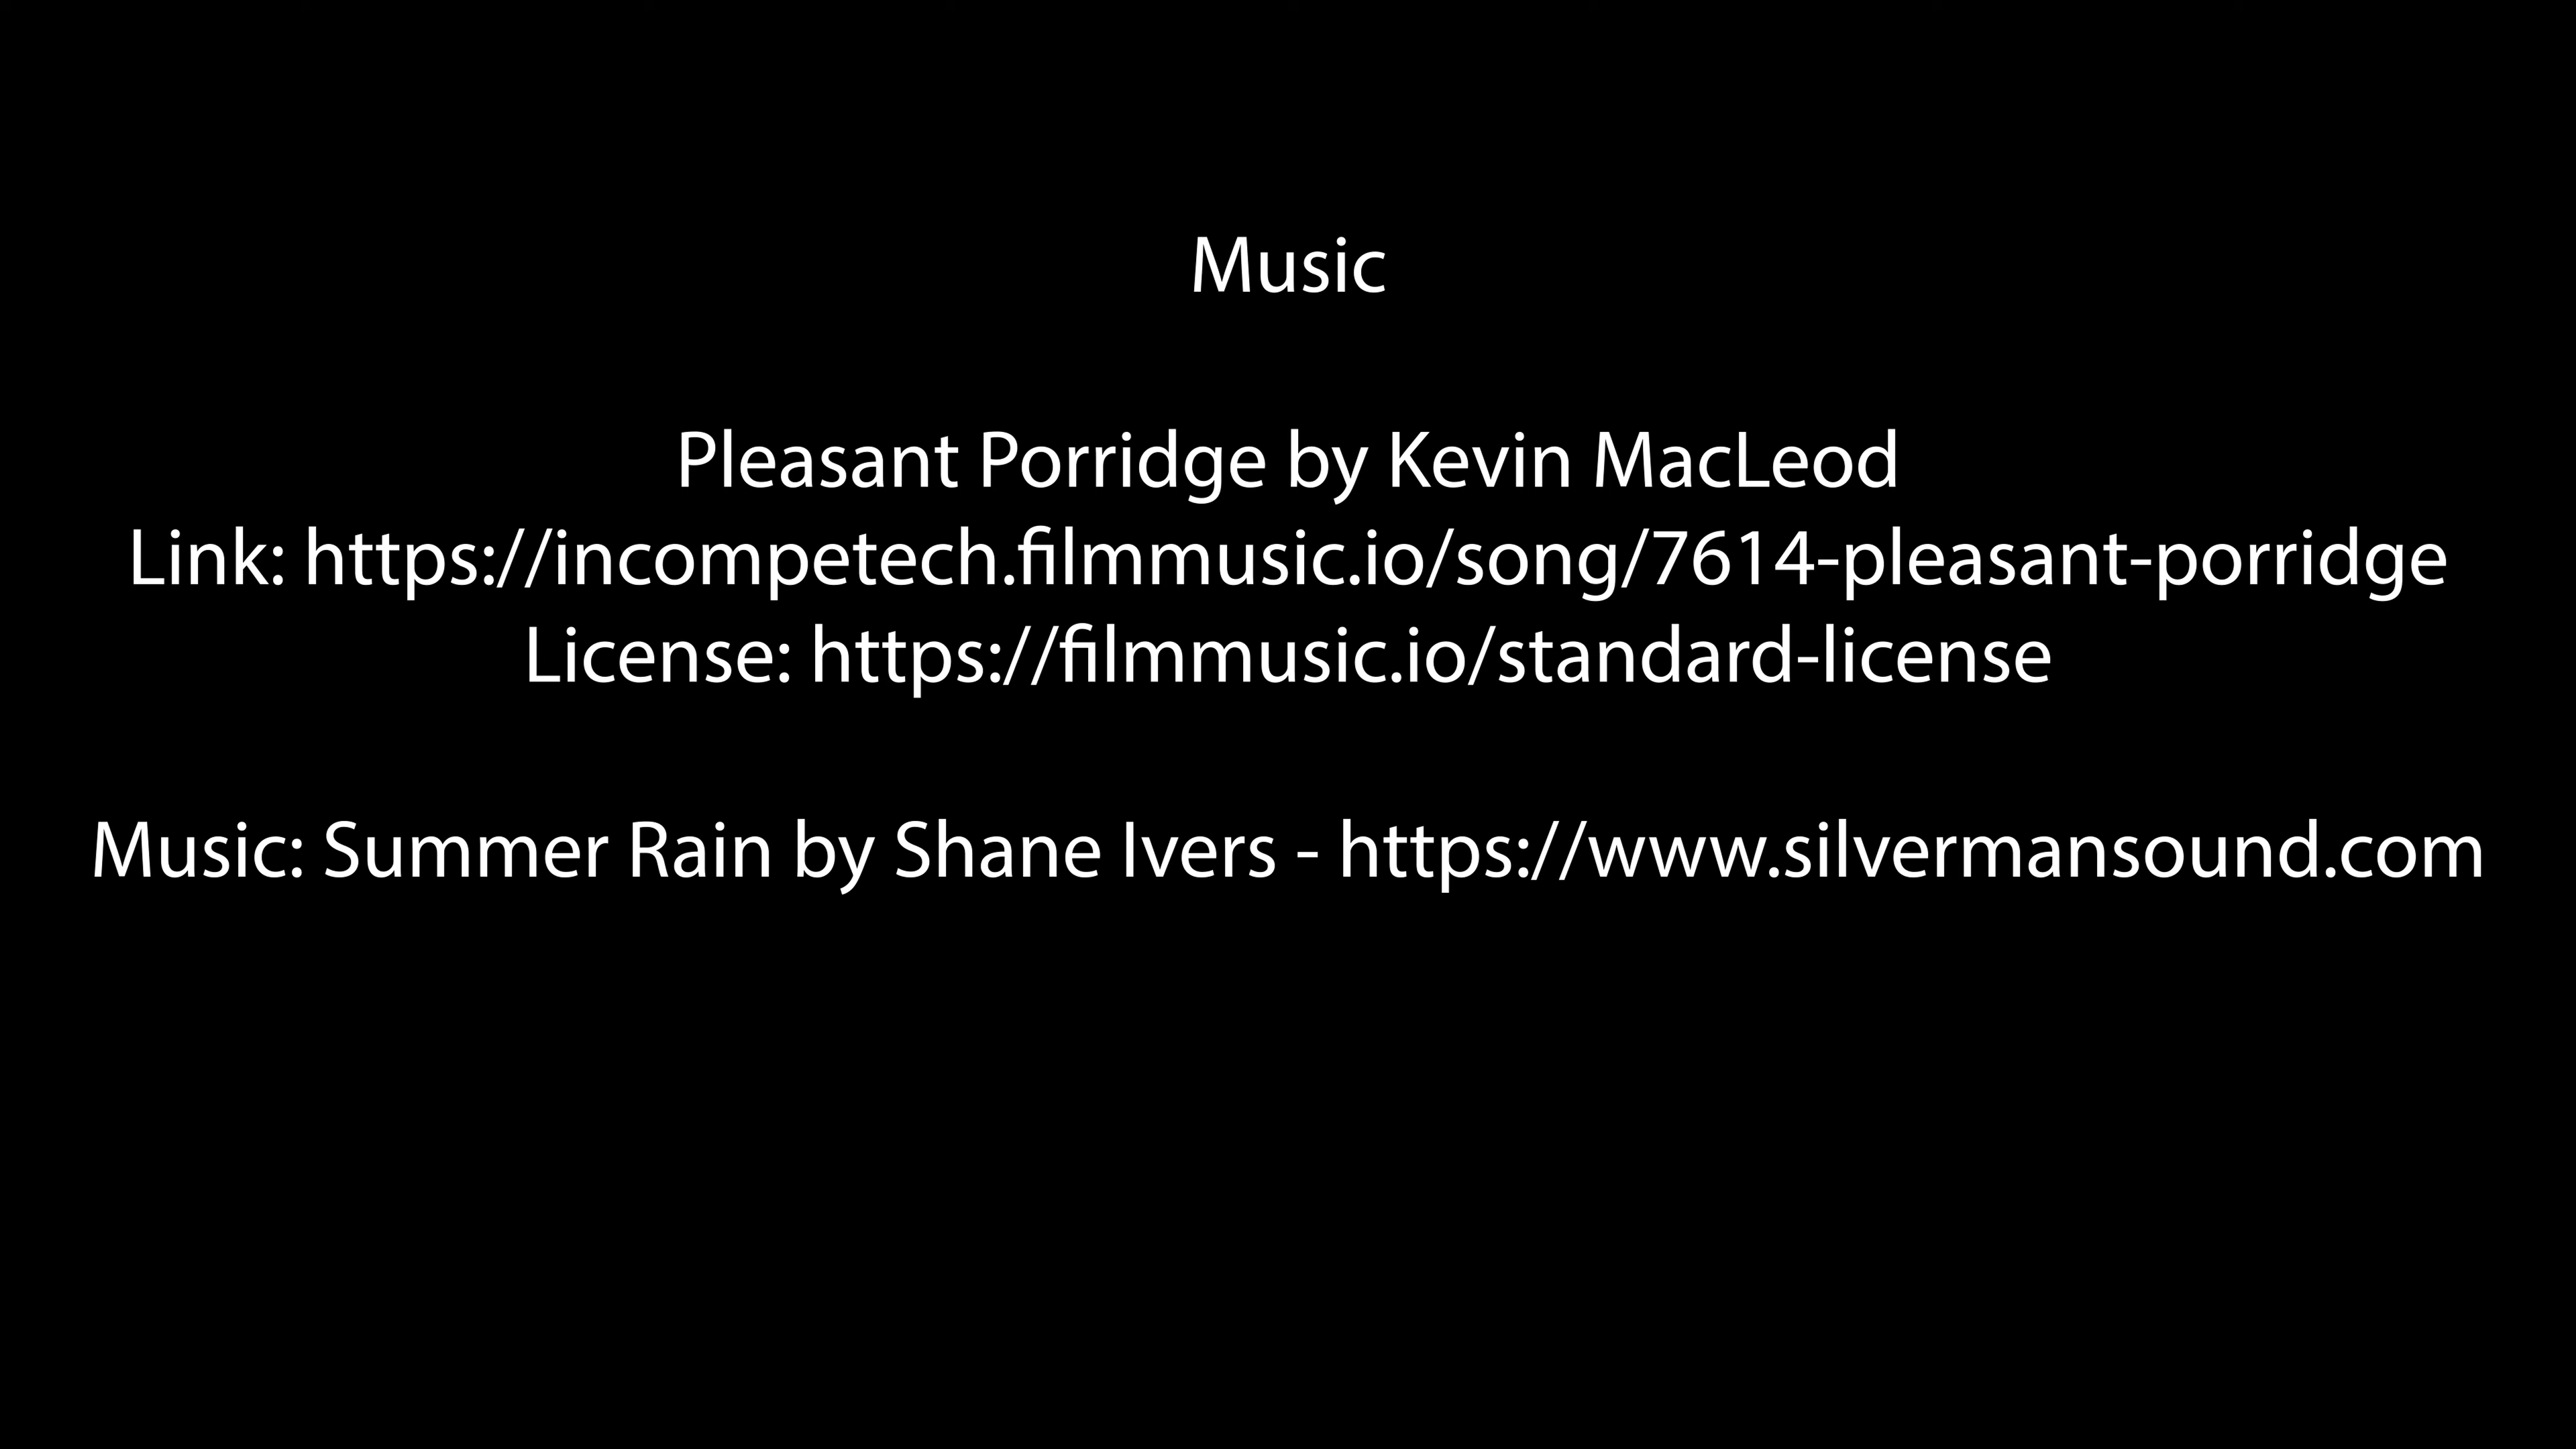 Music
Pleasant Porridge by Kevin MacLeod
Link: https://incompetech.filmmusic.io/song/7614-pleasant-porridge
License: https://filmmusic.io/standard-license
Music: Summer Rain by Shane Ivers - https://www.silvermansound.com